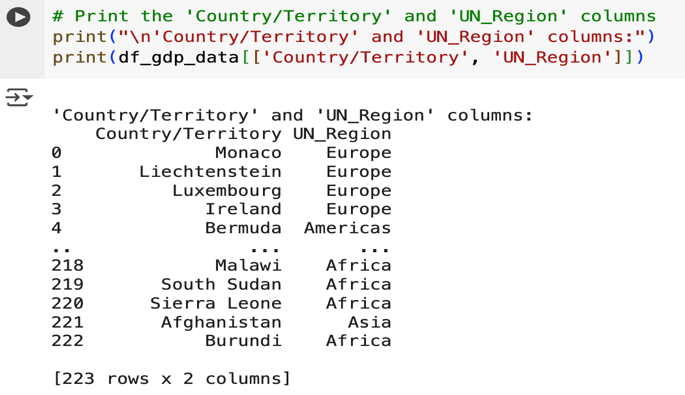 # Print the 'Country/Territory' and 'UN_Region' columns
print("\n'Country/Territory' and 'UN_Region' columns:")
print(df_gdp_data[['Country/Territory', 'UN_Region']])
'Country/Territory' and 'UN_Region' columns:
Country/Territory UN_Region
0 Monaco Europe
1 Liechtenstein Europe
2 Luxembourg Europe
3 Ireland Europe
4 Bermuda Americas
.. ... ...
218 Malawi Africa
219 South Sudan Africa
220 Sierra Leone Africa
221 Afghanistan Asia
222 Burundi Africa
[223 rows x 2 columns]